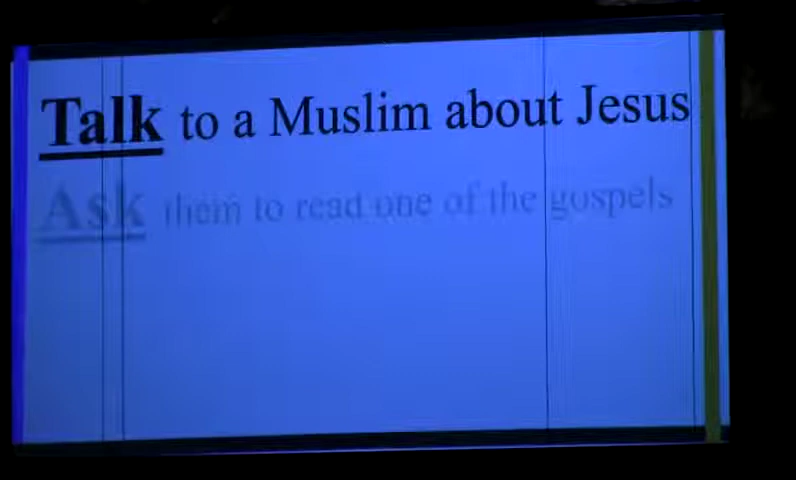 Talk to a Muslim about Jesus
Ask them to read one of the gospels